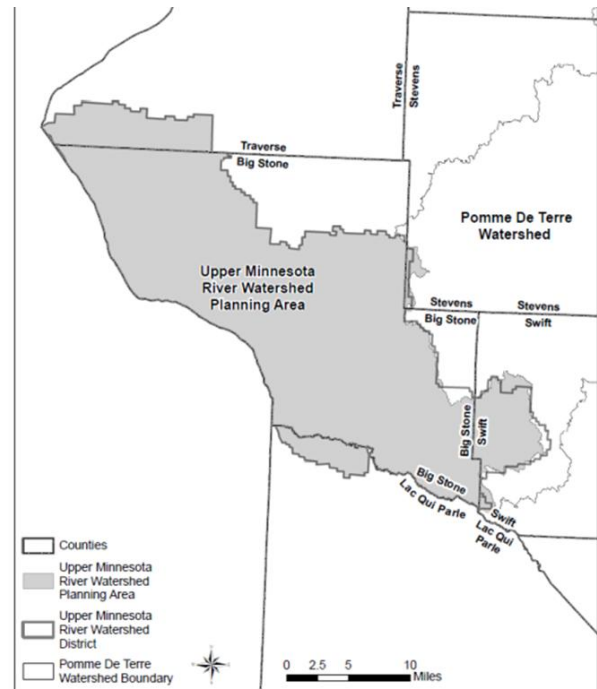 Traverse
Stevens
Traverse
Big Stone
Pomme De Terre
Watershed
Upper Minnesota
River Watershed
Planning Area
Stevens
Big Stone
Stevens
Swift
Big Stone
Swift
Big Stone
Lac Qui Parle
Swift
Lac Qui
Parle
Counties
Upper Minnesota
River Watershed
Planning Area
Upper Minnesota
River Watershed
District
Pomme De Terre
Watershed Boundary
0 2.5 5 10
Miles